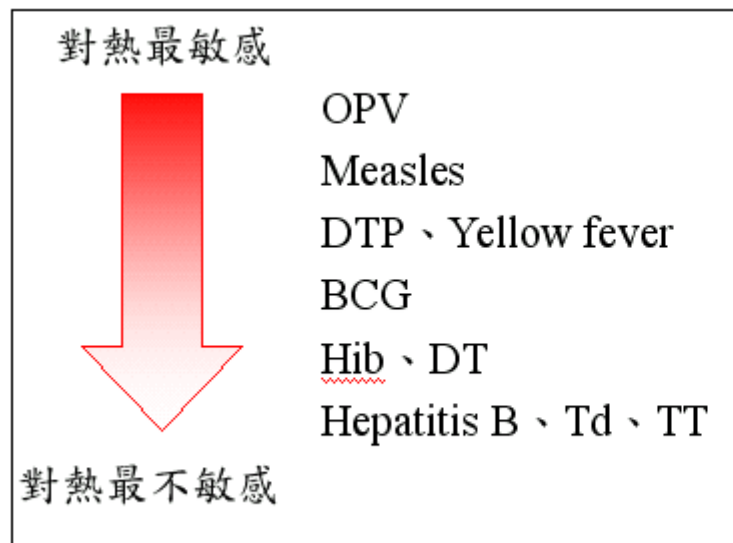 對熱最敏感
OPV
Measles
DTP、Yellow fever
BCG
Hib、DT
Hepatitis B、Td、TT
對熱最不敏感